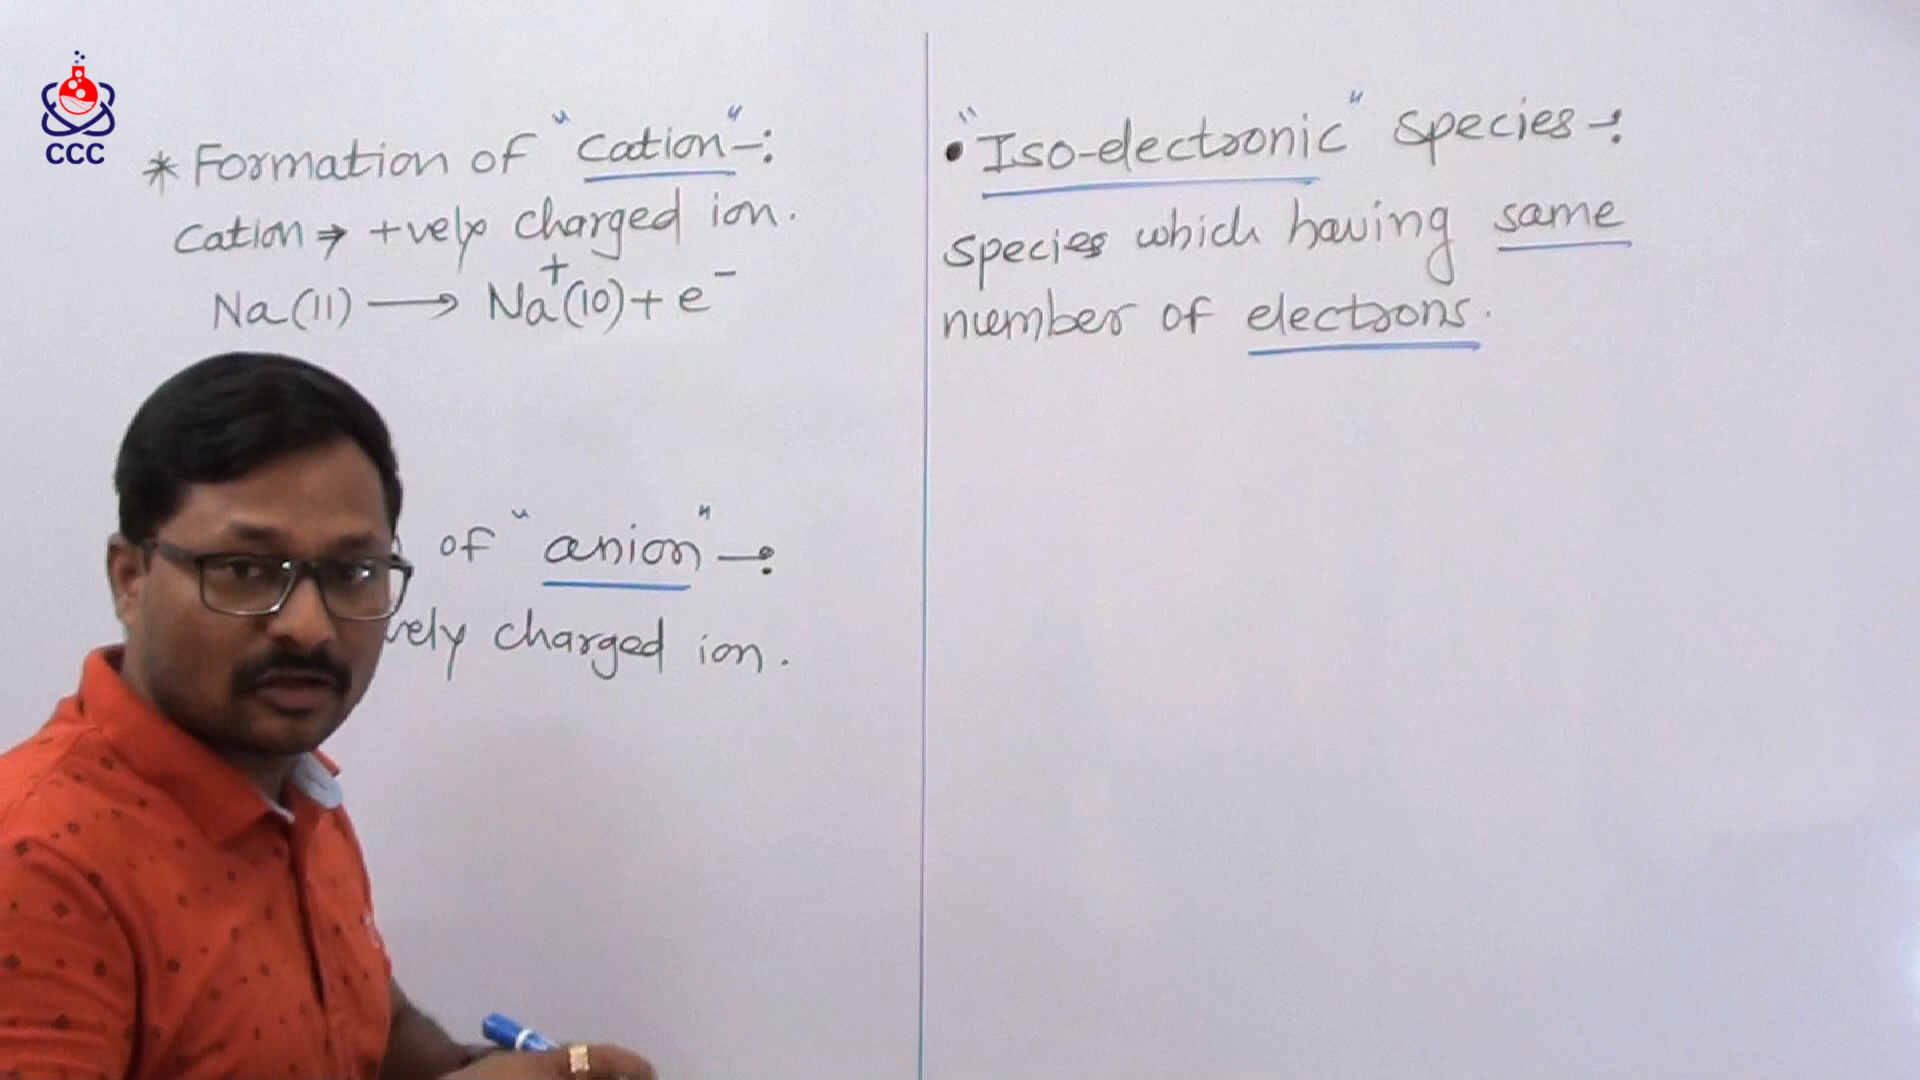 CCC
* Formation of "cation" -:
Cation → +vely charged ion.
Na (11) ⟶ Na⁺(10) + e⁻
of "anion" -:
vely charged ion.
• "Iso-electronic" species -:
species which having same
number of electrons.